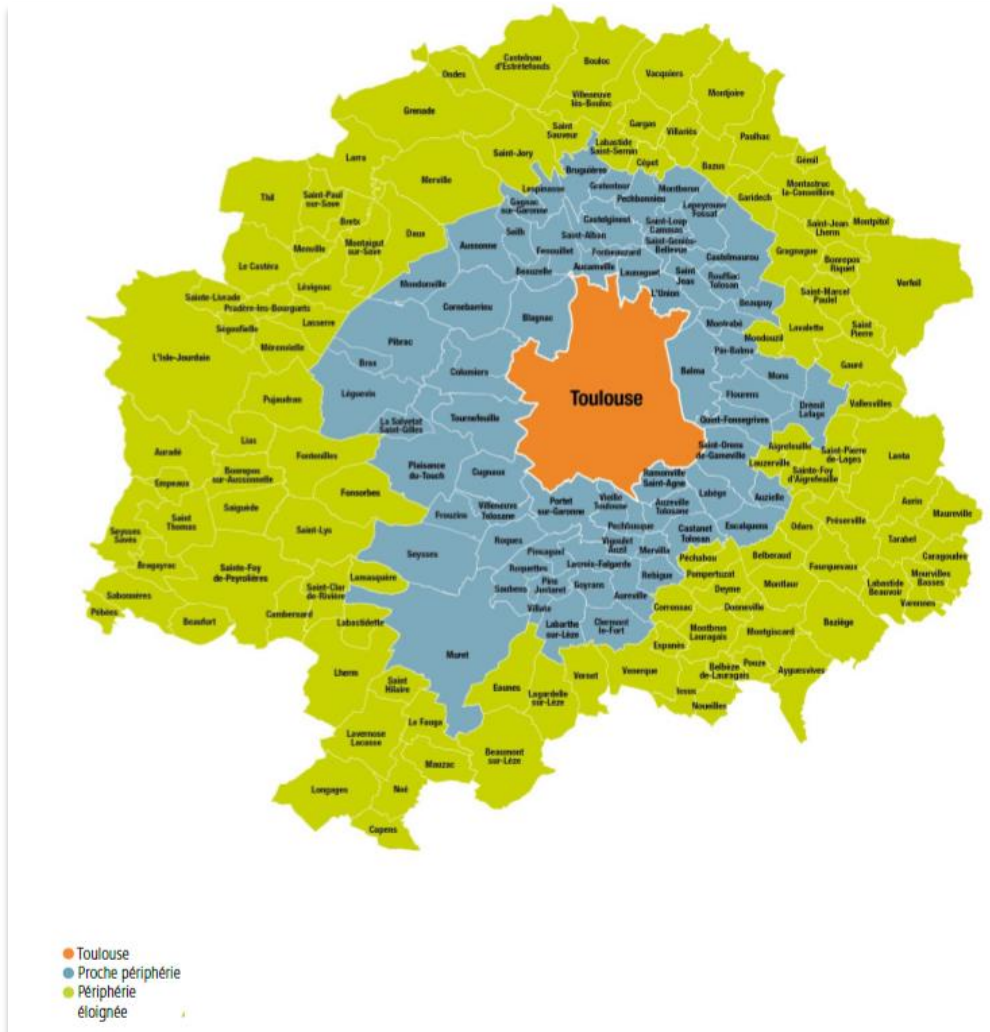 Castelnau
d'Estrétefonds
Bouloc
Ondes
Vacquiers
Montjoire
Villeneuve
lès-Bouloc
Grenade
Gargas
Saint
Sauveur
Villariès
Paulhac
Labastide
Saint-Sernin
Larra
Saint-Jory
Cépet
Bazus
Gémil
Merville
Bruguières
Montastruc
la-Conseillère
Lespinasse
Gratentour
Montberon
Thil
Saint-Paul
sur-Save
Gagnac
sur-Garonne
Pechbonnieu
Lapeyrouse
Fossat
Garidech
Bretx
Castelginest
Saint-Loup
Cammas
Saint-Jean
Lherm
Montpitol
Daux
Seilh
Saint-Alban
Menville
Montaigut
sur-Save
Aussonne
Saint-Geniès
Bellevue
Fenouillet
Fonbeauzard
Gragnague
Castelmaurou
Bonrepos
Riquet
Le Castéra
Beauzelle
Aucamville
Launaguet
Saint
Jean
Rouffiac
Tolosan
Verfeil
Mondonville
Lévignac
L'Union
Saint-Marcel
Paulel
Sainte-Livrade
Pradère-les-Bourguets
Cornebarrieu
Beaupuy
Blagnac
Lasserre
Montrabé
Lavalette
Saint
Pierre
Ségoufielle
Mondouzil
Mérenvielle
Pibrac
Pin-Balma
L'Isle-Jourdain
Gauré
Brax
Colomiers
Balma
Mons
Léguevin
Flourens
Pujaudran
Toulouse
Drémil
Lafage
Vallesvilles
Tournefeuille
Quint-Fonsegrives
La Salvetat
Saint-Gilles
Lias
Saint-Orens
de-Gameville
Aigrefeuille
Auradé
Fontenilles
Saint-Pierre
de-Lages
Lanta
Plaisance
du-Touch
Lauzerville
Bonrepos
sur-Aussonnelle
Cugnaux
Ramonville
Saint-Agne
Sainte-Foy
d'Aigrefeuille
Empeaux
Fonsorbes
Labège
Auzielle
Saiguède
Villeneuve
Tolosane
Portet
sur-Garonne
Vieille
Toulouse
Auzeville
Tolosane
Aurin
Frouzins
Maureville
Saint
Thomas
Préserville
Seysses
Savès
Saint-Lys
Pechbusque
Castanet
Tolosan
Escalquens
Odars
Roques
Vigoulet
Auzil
Tarabel
Seysses
Pinsaguel
Mervilla
Belberaud
Caragoudes
Bragayrac
Péchabou
Fourquevaux
Sainte-Foy
de-Peyrolières
Lamasquère
Roquettes
Lacroix-Falgarde
Rebigue
Pompertuzat
Mourvilles
Basses
Saubens
Pins
Justaret
Goyrans
Deyme
Montlaur
Labastide
Beauvoir
Saint-Clar
de-Rivière
Sabonnères
Aureville
Varennes
Villate
Corronsac
Donneville
Pébées
Cambernard
Beaufort
Labastidette
Labarthe
sur-Lèze
Clermont
le-Fort
Baziège
Montbrun
Lauragais
Montgiscard
Espanès
Muret
Lherm
Venerque
Belbèze
de-Lauragais
Pouze
Ayguesvives
Vernet
Saint
Hilaire
Eaunes
Lagardelle
sur-Lèze
Issus
Noueilles
Le Fauga
Lavernose
Lacasse
Beaumont
sur-Lèze
Mauzac
Longages
Noé
Capens
Toulouse
Proche périphérie
Périphérie
éloignée